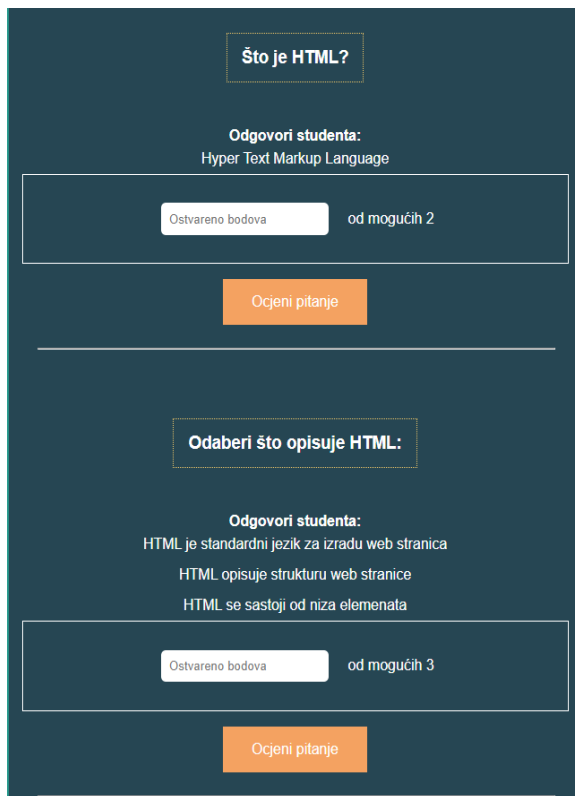 Što je HTML?
Odgovori studenta:
Hyper Text Markup Language
Ostvareno bodova od mogućih 2
Ocjeni pitanje
Odaberi što opisuje HTML:
Odgovori studenta:
HTML je standardni jezik za izradu web stranica
HTML opisuje strukturu web stranice
HTML se sastoji od niza elemenata
Ostvareno bodova od mogućih 3
Ocjeni pitanje